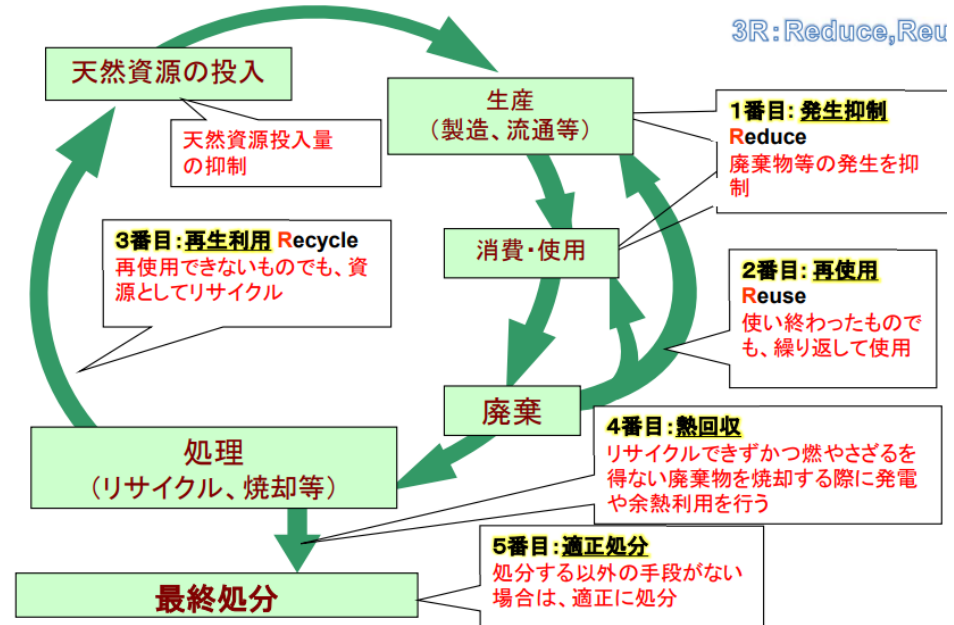 3R:Reduce,Reu
天然資源の投入
生産
（製造、流通等）
1番目：発生抑制
Reduce
廃棄物等の発生を抑
制
天然資源投入量
の抑制
3番目：再生利用 Recycle
再使用できないものでも、資
源としてリサイクル
消費・使用
2番目：再使用
Reuse
使い終わったもので
も、繰り返して使用
廃棄
4番目：熱回収
リサイクルできずかつ燃やさざるを
得ない廃棄物を焼却する際に発電
や余熱利用を行う
処理
（リサイクル、焼却等）
5番目：適正処分
処分する以外の手段がない
場合は、適正に処分
最終処分